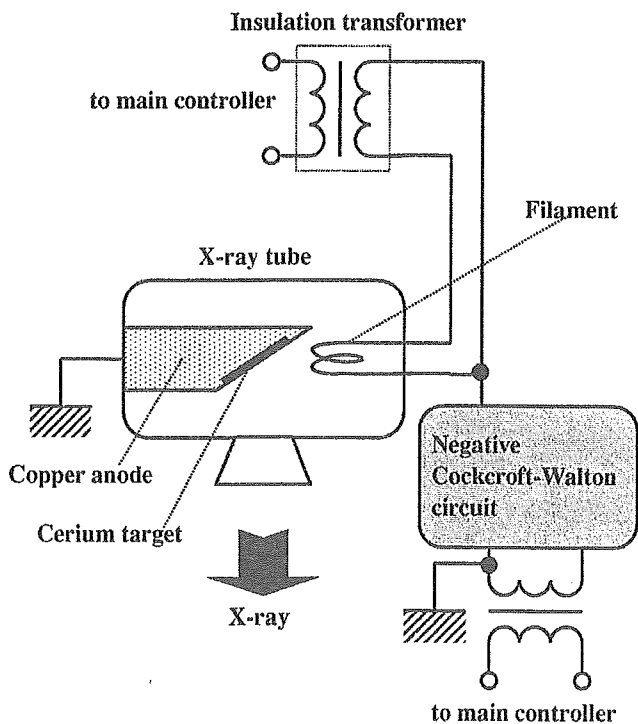 Insulation transformer
to main controller
Filament
X-ray tube
Negative
Cockcroft-Walton
circuit
Copper anode
Cerium target
X-ray
to main controller